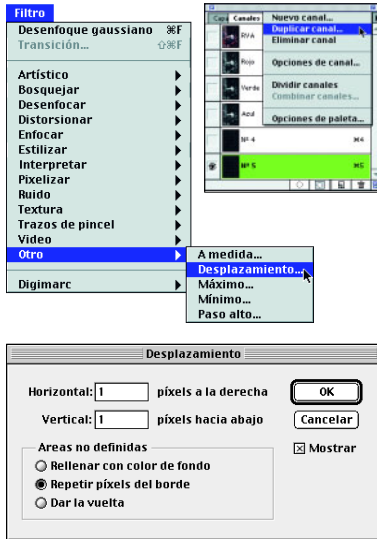 Filtro
Desenfoque gaussiano ⌘F
Transición... ⇧⌘F
Artístico
Bosquejar
Desenfocar
Distorsionar
Enfocar
Estilizar
Interpretar
Pixelizar
Ruido
Textura
Trazos de pincel
Video
Otro
Digimarc
A medida...
Desplazamiento...
Máximo...
Mínimo...
Paso alto...
Canales
Nuevo canal...
Duplicar canal...
Eliminar canal
Opciones de canal...
Dividir canales
Combinar canales...
Opciones de paleta...
RVA
Rojo
Verde
Azul
Nº 4 ⌘4
Nº 5 ⌘5
Desplazamiento
Horizontal: 1 píxels a la derecha
Vertical: 1 píxels hacia abajo
OK
Cancelar
Mostrar
Areas no definidas
Rellenar con color de fondo
Repetir píxels del borde
Dar la vuelta